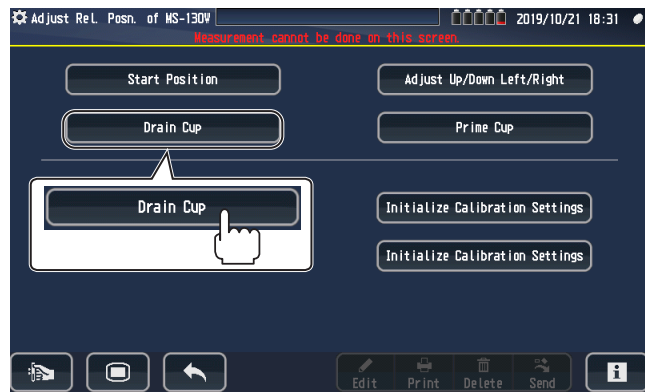 Adjust Rel. Posn. of MS-130V
2019/10/21 18:31
Measurement cannot be done on this screen.
Start Position
Adjust Up/Down Left/Right
Drain Cup
Prime Cup
Drain Cup
Initialize Calibration Settings
Initialize Calibration Settings
Edit
Print
Delete
Send
i